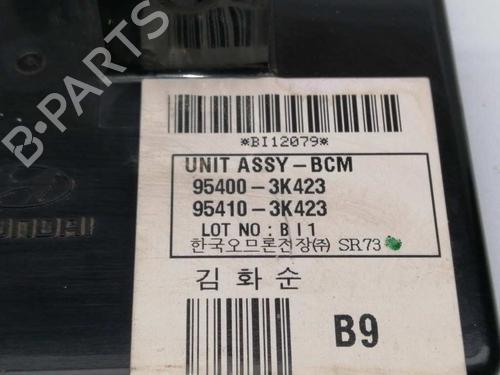 B-PARTS
*BI12079*
UNIT ASSY-BCM
95400-3K423
95410-3K423
LOT NO: BI1
한국오므론전장㈜ SR73
김화순
B9